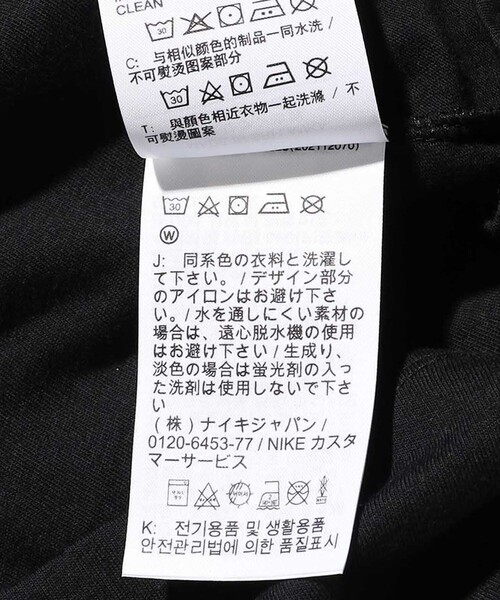 CLEAN
30
C: 与相似颜色的制品一同水洗 /
不可熨烫图案部分
30
T: 與顏色相近衣物一起洗滌 / 不
可熨燙圖案
(202112070)
30
W
J: 同系色の衣料と洗濯し
て下さい。/ デザイン部分
のアイロンはお避け下さ
い。/ 水を通しにくい素材の
場合は、遠心脱水機の使用
はお避け下さい / 生成り、
淡色の場合は蛍光剤の入っ
た洗剤は使用しないで下さ
い
(株) ナイキジャパン /
0120-6453-77 / NIKE カスタ
マーサービス
K: 전기용품 및 생활용품
안전관리법에 의한 품질표시